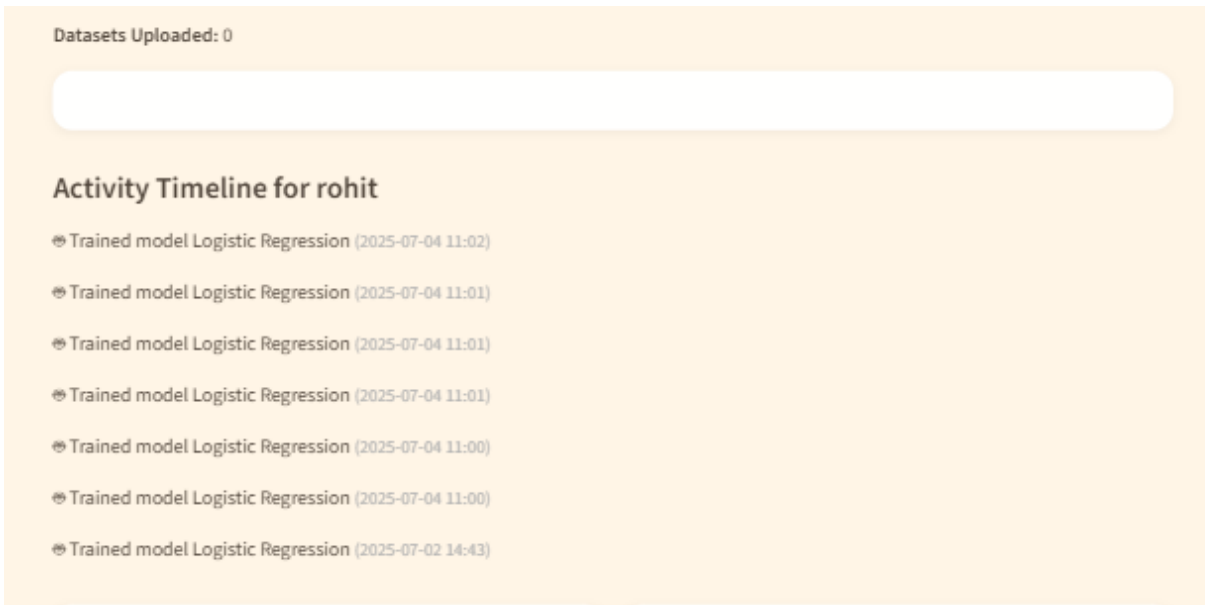 Datasets Uploaded: 0
Activity Timeline for rohit
Trained model Logistic Regression (2025-07-04 11:02)
Trained model Logistic Regression (2025-07-04 11:01)
Trained model Logistic Regression (2025-07-04 11:01)
Trained model Logistic Regression (2025-07-04 11:01)
Trained model Logistic Regression (2025-07-04 11:00)
Trained model Logistic Regression (2025-07-04 11:00)
Trained model Logistic Regression (2025-07-02 14:43)